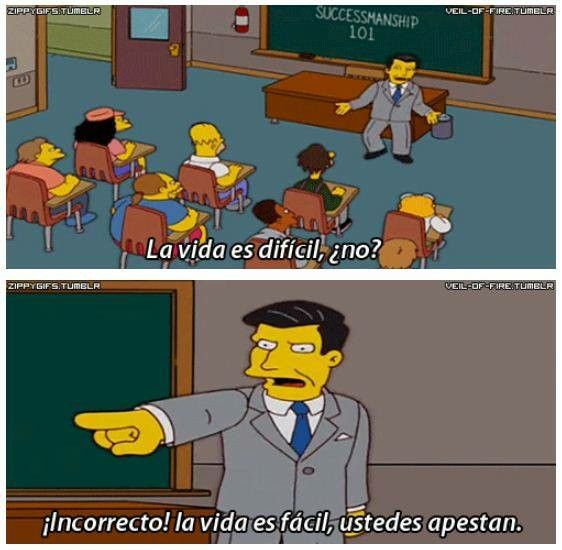 ZIPPYGIFS.TUMBLR
VEIL-OF-FIRE.TUMBLR
SUCCESSMANSHIP
101
La vida es difícil, ¿no?
ZIPPYGIFS.TUMBLR
VEIL-OF-FIRE.TUMBLR
¡Incorrecto! la vida es fácil, ustedes apestan.